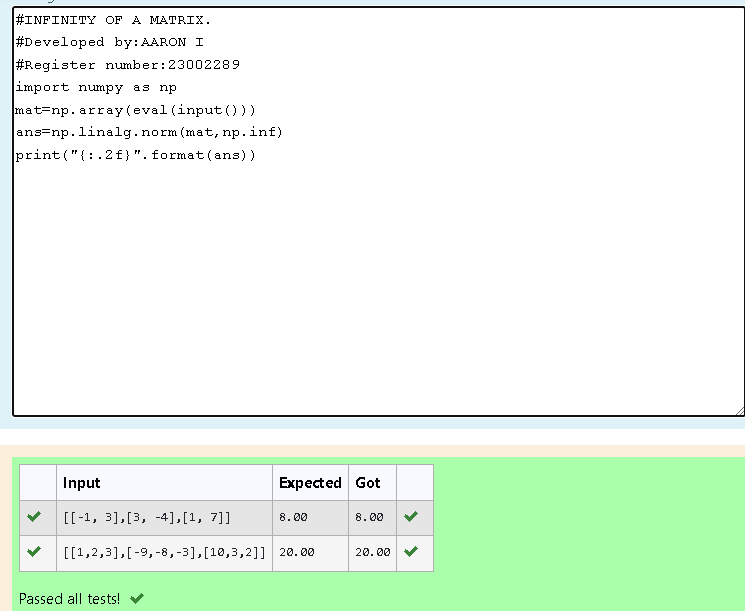 #INFINITY OF A MATRIX.
#Developed by:AARON I
#Register number:23002289
import numpy as np
mat=np.array(eval(input()))
ans=np.linalg.norm(mat,np.inf)
print("{:.2f}".format(ans))
Input Expected Got
[[-1, 3],[3, -4],[1, 7]] 8.00 8.00
[[1,2,3],[-9,-8,-3],[10,3,2]] 20.00 20.00
Passed all tests!